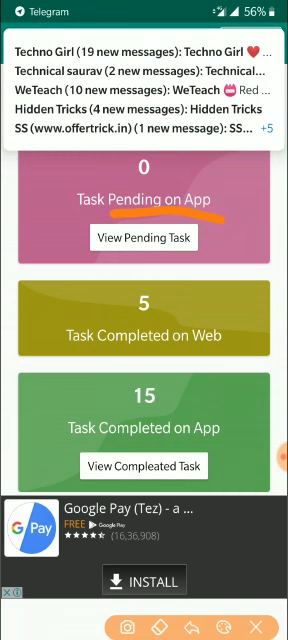 Telegram
56%
Techno Girl (19 new messages): Techno Girl ❤️ ...
Technical saurav (2 new messages): Technical...
WeTeach (10 new messages): WeTeach 📛 Red ...
Hidden Tricks (4 new messages): Hidden Tricks
SS (www.offertrick.in) (1 new message): SS... +5
0
Task Pending on App
View Pending Task
5
Task Completed on Web
15
Task Completed on App
View Compleated Task
G Pay
Google Pay (Tez) - a ...
FREE Google Play
(16,36,908)
INSTALL